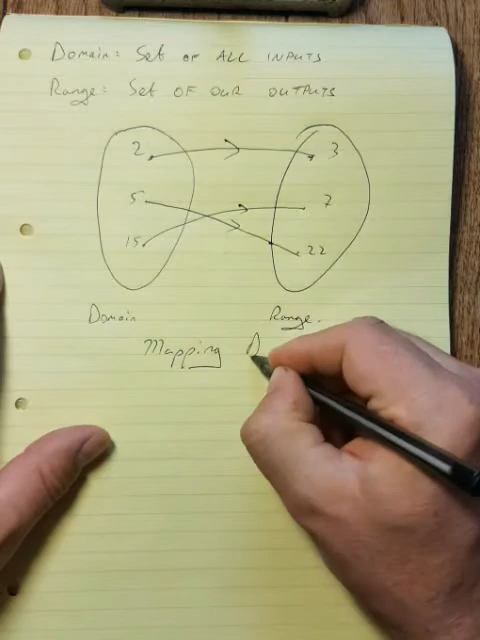 Domain: Set of ALL INPUTS
Range: Set OF OUR OUTPUTS
2 3
5 7
15 22
Domain Range.
Mapping D